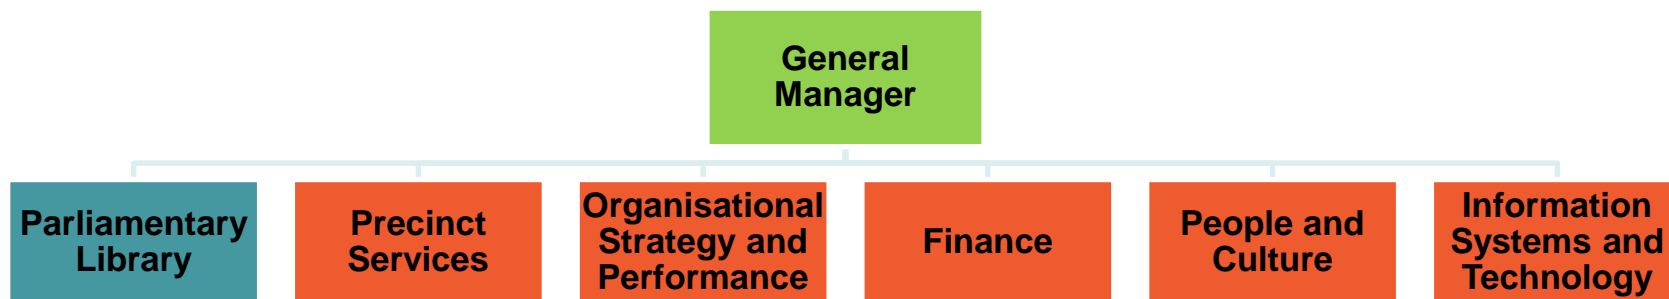 General
Manager
Parliamentary
Library
Precinct
Services
Organisational
Strategy and
Performance
Finance
People and
Culture
Information
Systems and
Technology